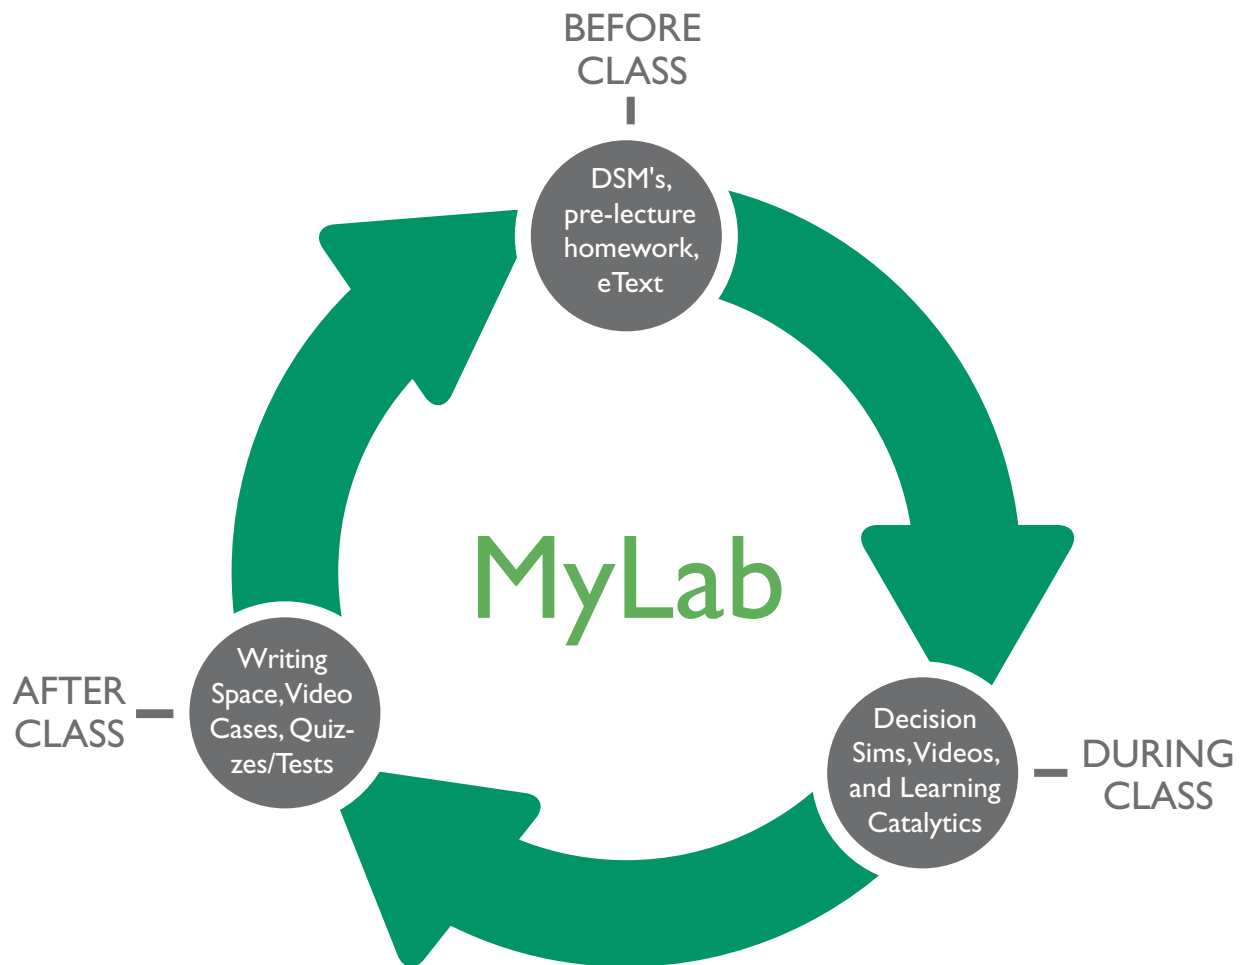 BEFORE
CLASS
DSM's,
pre-lecture
homework,
eText
MyLab
AFTER
CLASS
Writing
Space, Video
Cases, Quiz-
zes/Tests
Decision
Sims, Videos,
and Learning
Catalytics
DURING
CLASS